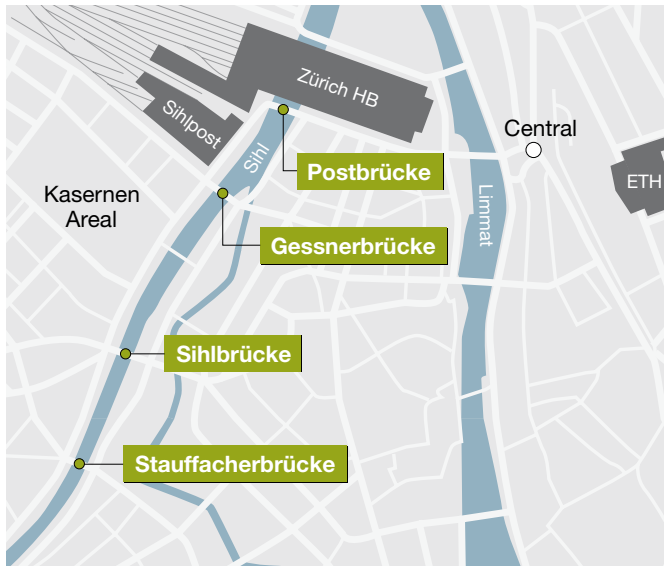 Zürich HB
Sihlpost
Central
Sihl
Postbrücke
ETH
Kasernen
Areal
Limmat
Gessnerbrücke
Sihlbrücke
Stauffacherbrücke